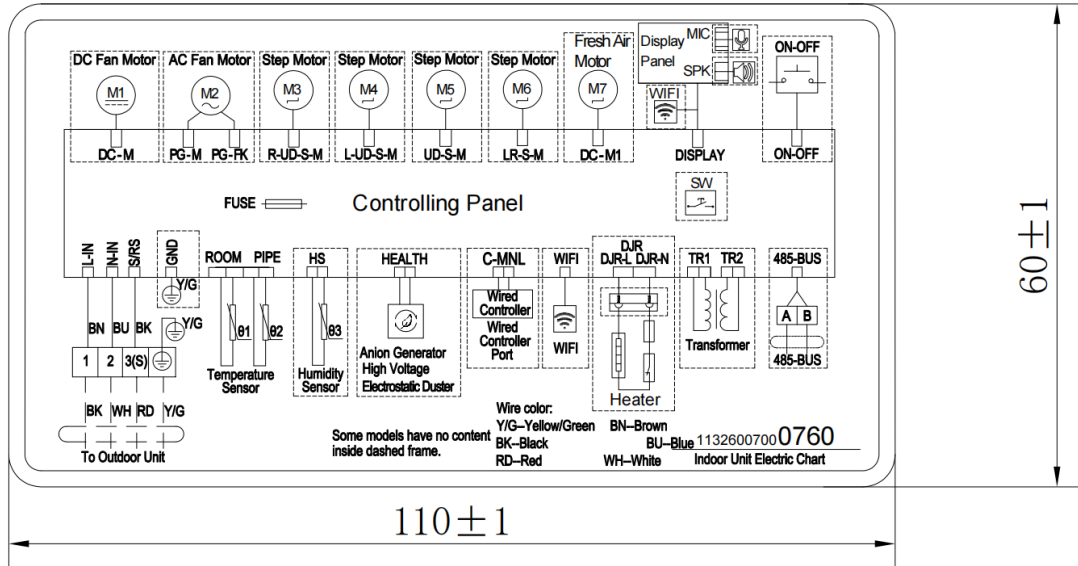 DC Fan Motor
AC Fan Motor
Step Motor
Step Motor
Step Motor
Step Motor
Fresh Air
Motor
Display
Panel
MIC
SPK
WIFI
ON-OFF
M1
M2
M3
M4
M5
M6
M7
DC-M
PG-M
PG-FK
R-UD-S-M
L-UD-S-M
UD-S-M
LR-S-M
DC-M1
DISPLAY
ON-OFF
FUSE
Controlling Panel
SW
L-IN
N-IN
S/RS
GND
Y/G
ROOM
PIPE
HS
HEALTH
C-MNL
WIFI
DJR
DJR-L
DJR-N
TR1
TR2
485-BUS
BN
BU
BK
Y/G
1
2
3(S)
θ1
θ2
θ3
Temperature
Sensor
Humidity
Sensor
Anion Generator
High Voltage
Electrostatic Duster
Wired
Controller
Wired
Controller
Port
WIFI
Heater
Transformer
A
B
485-BUS
BK
WH
RD
Y/G
To Outdoor Unit
Some models have no content
inside dashed frame.
Wire color:
Y/G--Yellow/Green
BN--Brown
BK--Black
BU--Blue
RD--Red
WH--White
11326007000760
Indoor Unit Electric Chart
60±1
110±1